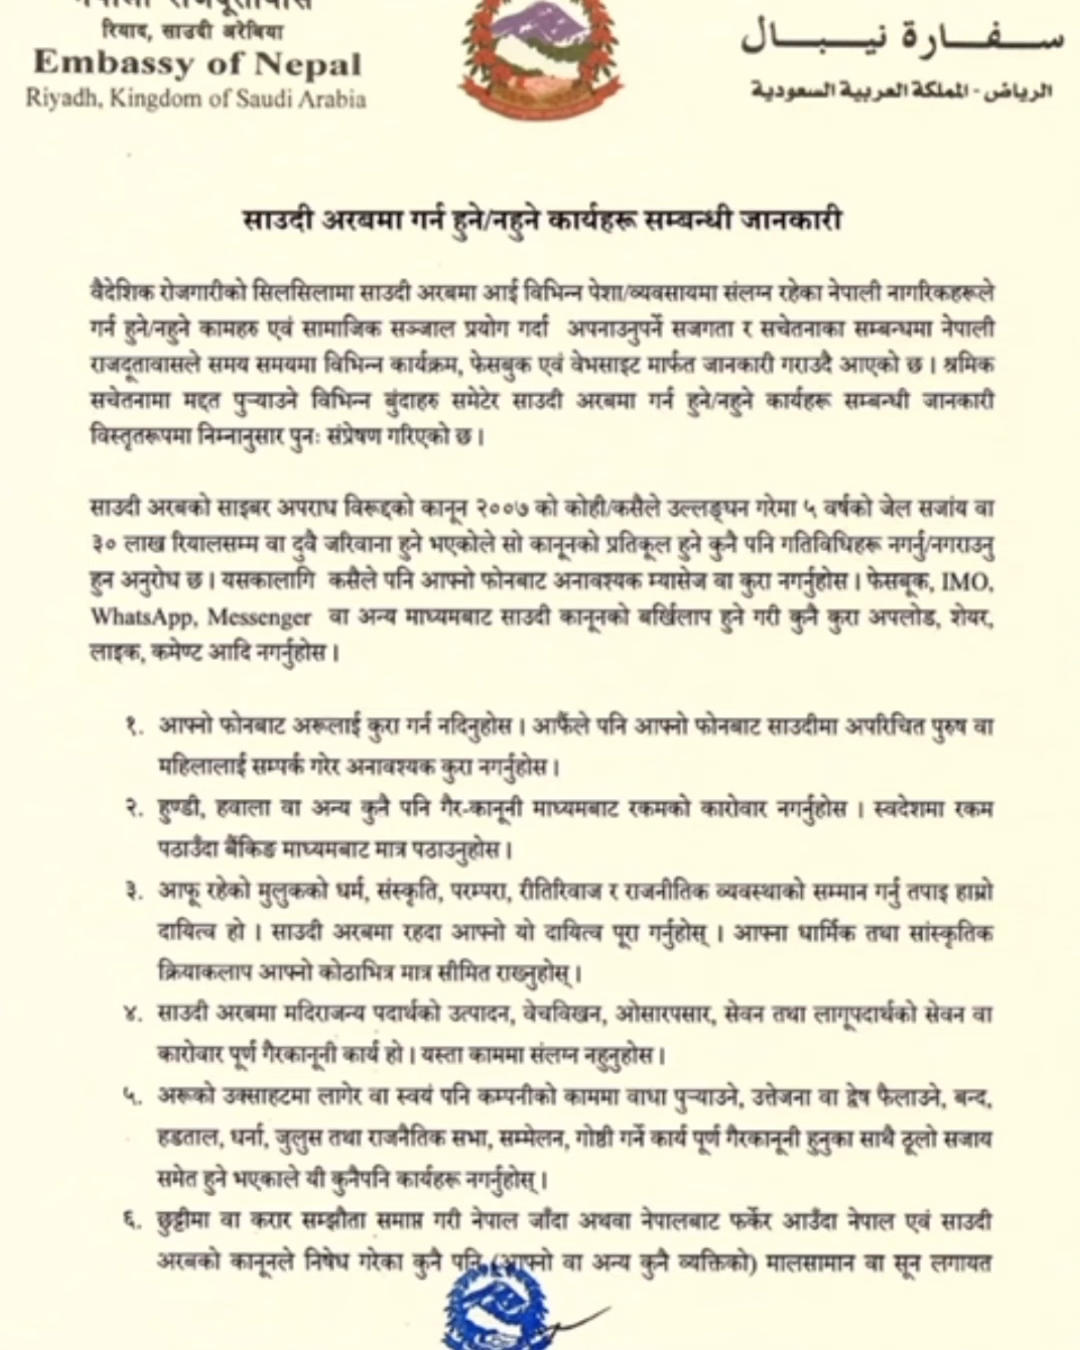 नेपाली राजदूतावास
रियाद, साउदी अरेबिया
Embassy of Nepal
Riyadh, Kingdom of Saudi Arabia
سفارة نيبال
الرياض - المملكة العربية السعودية
साउदी अरबमा गर्न हुने/नहुने कार्यहरू सम्बन्धी जानकारी
वैदेशिक रोजगारीको सिलसिलामा साउदी अरबमा आई विभिन्न पेशा/व्यवसायमा संलग्न रहेका नेपाली नागरिकहरूले
गर्न हुने/नहुने कामहरु एवं सामाजिक सञ्जाल प्रयोग गर्दा अपनाउनुपर्ने सजगता र सचेतनाका सम्बन्धमा नेपाली
राजदूतावासले समय समयमा विभिन्न कार्यक्रम, फेसबुक एवं वेभसाइट मार्फत जानकारी गराउदै आएको छ । श्रमिक
सचेतनामा मद्दत पुऱ्याउने विभिन्न बुंदाहरु समेटेर साउदी अरबमा गर्न हुने/नहुने कार्यहरू सम्बन्धी जानकारी
विस्तृतरूपमा निम्नानुसार पुनः संप्रेषण गरिएको छ ।
साउदी अरबको साइबर अपराध विरूद्दको कानून २००७ को कोही/कसैले उल्लङ्घन गरेमा ५ वर्षको जेल सजांय वा
३० लाख रियालसम्म वा दुवै जरिवाना हुने भएकोले सो कानूनको प्रतिकूल हुने कुनै पनि गतिविधिहरू नगर्नु/नगराउनु
हुन अनुरोध छ । यसकालागि कसैले पनि आफ्नो फोनबाट अनावश्यक म्यासेज वा कुरा नगर्नुहोस । फेसबूक, IMO,
WhatsApp, Messenger वा अन्य माध्यमबाट साउदी कानूनको बर्खिलाप हुने गरी कुनै कुरा अपलोड, शेयर,
लाइक, कमेण्ट आदि नगर्नुहोस ।
१. आफ्नो फोनबाट अरूलाई कुरा गर्न नदिनुहोस । आफैंले पनि आफ्नो फोनबाट साउदीमा अपरिचित पुरुष वा
महिलालाई सम्पर्क गरेर अनावश्यक कुरा नगर्नुहोस ।
२. हुण्डी, हवाला वा अन्य कुनै पनि गैर-कानूनी माध्यमबाट रकमको कारोवार नगर्नुहोस । स्वदेशमा रकम
पठाउँदा बैंकिङ माध्यमबाट मात्र पठाउनुहोस ।
३. आफू रहेको मुलुकको धर्म, संस्कृति, परम्परा, रीतिरिवाज र राजनीतिक व्यवस्थाको सम्मान गर्नु तपाइ हाम्रो
दायित्व हो । साउदी अरबमा रहदा आफ्नो यो दायित्व पूरा गर्नुहोस् । आफ्ना धार्मिक तथा सांस्कृतिक
क्रियाकलाप आफ्नो कोठाभित्र मात्र सीमित राख्नुहोस् ।
४. साउदी अरबमा मदिराजन्य पदार्थको उत्पादन, वेचविखन, ओसारपसार, सेवन तथा लागूपदार्थको सेवन वा
कारोवार पूर्ण गैरकानूनी कार्य हो । यस्ता काममा संलग्न नहुनुहोस ।
५. अरूको उक्साहटमा लागेर वा स्वयं पनि कम्पनीको काममा वाधा पुऱ्याउने, उत्तेजना वा द्वेष फैलाउने, बन्द,
हडताल, धर्ना, जुलुस तथा राजनैतिक सभा, सम्मेलन, गोष्ठी गर्ने कार्य पूर्ण गैरकानूनी हुनुका साथै ठूलो सजाय
समेत हुने भएकाले यी कुनैपनि कार्यहरू नगर्नुहोस् ।
६. छुट्टीमा वा करार सम्झौता समाप्त गरी नेपाल जाँदा अथवा नेपालबाट फर्केर आउँदा नेपाल एवं साउदी
अरबको कानूनले निषेध गरेका कुनै पनि (आफ्नो वा अन्य कुनै व्यक्तिको) मालसामान वा सून लगायत